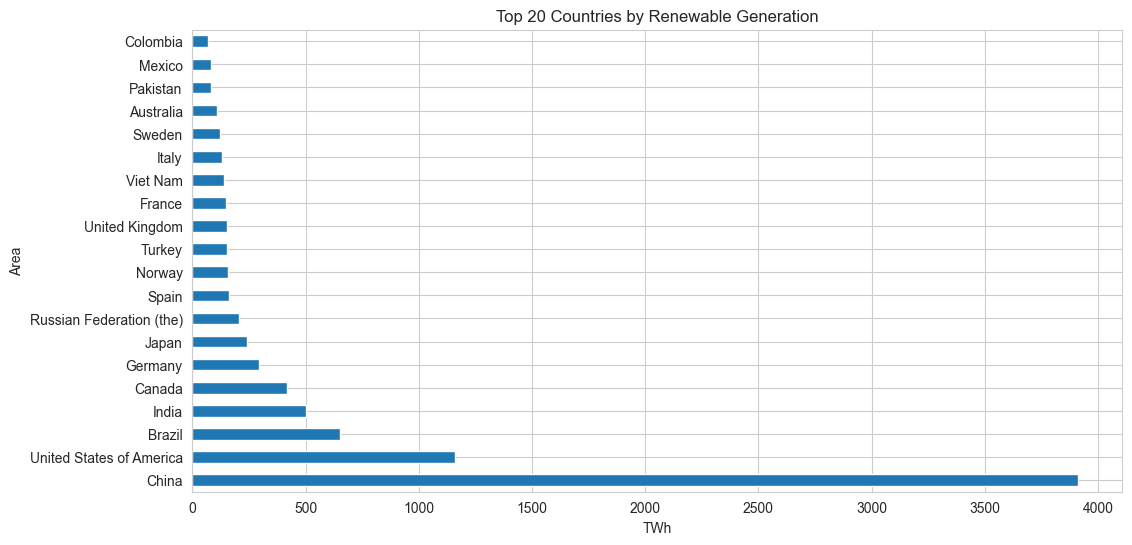 Top 20 Countries by Renewable Generation
Area
Colombia
Mexico
Pakistan
Australia
Sweden
Italy
Viet Nam
France
United Kingdom
Turkey
Norway
Spain
Russian Federation (the)
Japan
Germany
Canada
India
Brazil
United States of America
China
0 500 1000 1500 2000 2500 3000 3500 4000
TWh